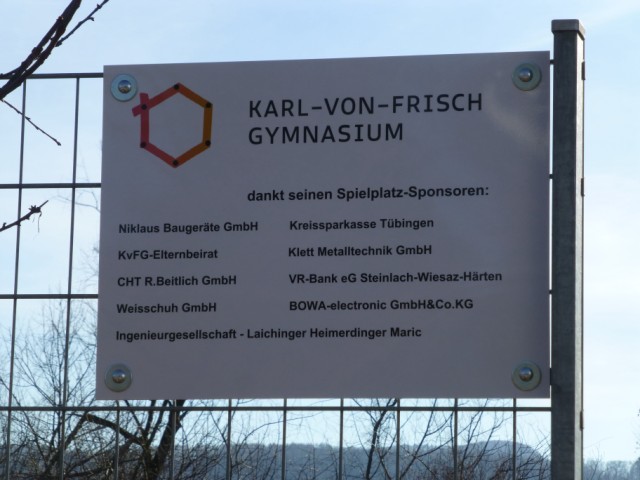 KARL-VON-FRISCH
GYMNASIUM
dankt seinen Spielplatz-Sponsoren:
Niklaus Baugeräte GmbH Kreissparkasse Tübingen
KvFG-Elternbeirat Klett Metalltechnik GmbH
CHT R.Beitlich GmbH VR-Bank eG Steinlach-Wiesaz-Härten
Weisschuh GmbH BOWA-electronic GmbH&Co.KG
Ingenieurgesellschaft - Laichinger Heimerdinger Maric